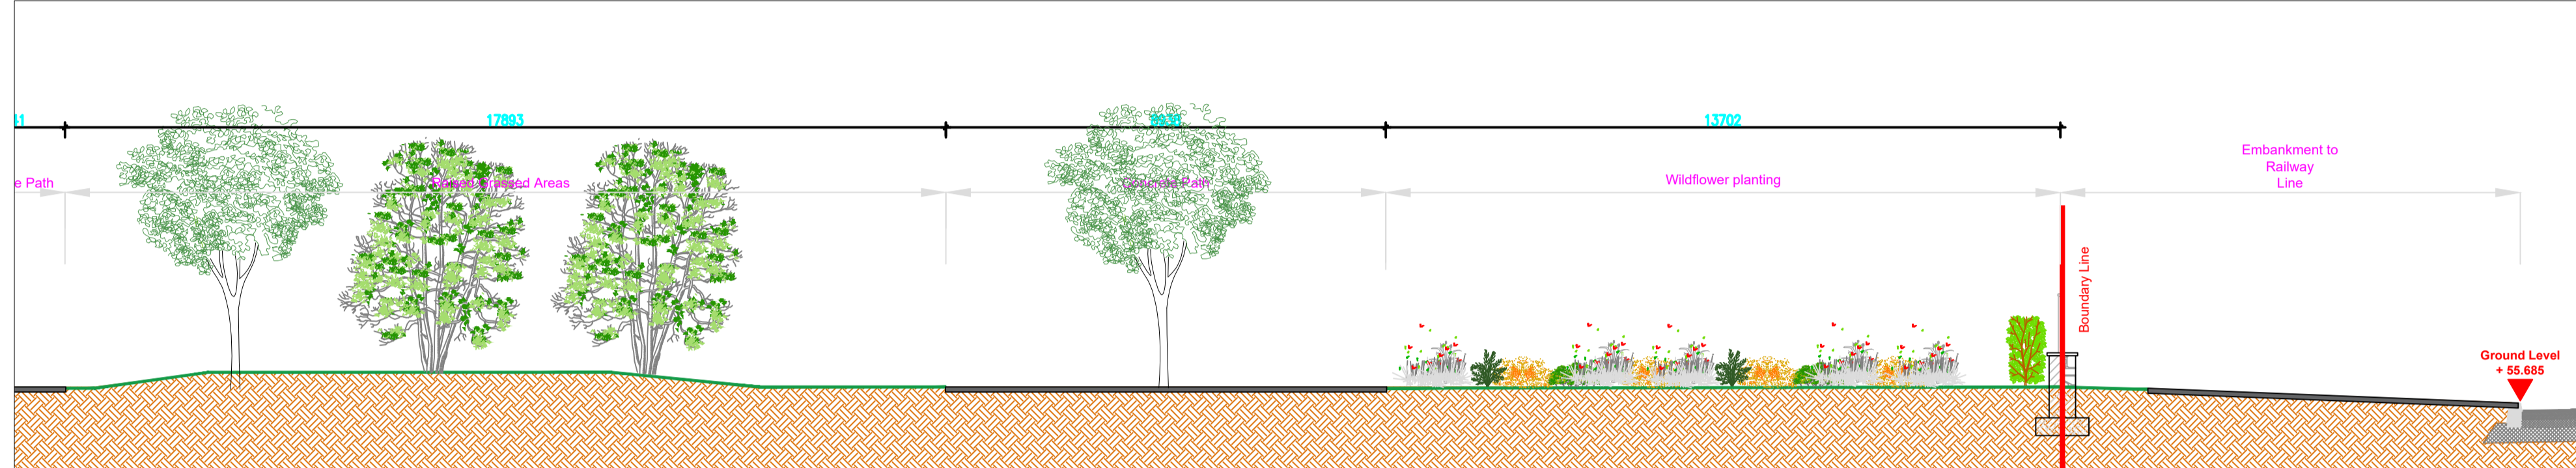 41
17893
13702
e Path
Raised Grassed Areas
Concrete Path
Wildflower planting
Embankment to
Railway
Line
Boundary Line
Ground Level
+ 55.685